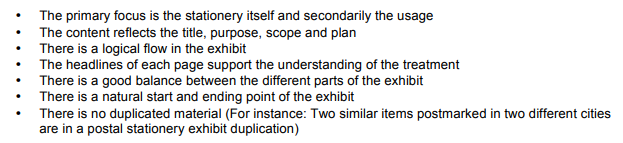 • The primary focus is the stationery itself and secondarily the usage
• The content reflects the title, purpose, scope and plan
• There is a logical flow in the exhibit
• The headlines of each page support the understanding of the treatment
• There is a good balance between the different parts of the exhibit
• There is a natural start and ending point of the exhibit
• There is no duplicated material (For instance: Two similar items postmarked in two different cities
are in a postal stationery exhibit duplication)